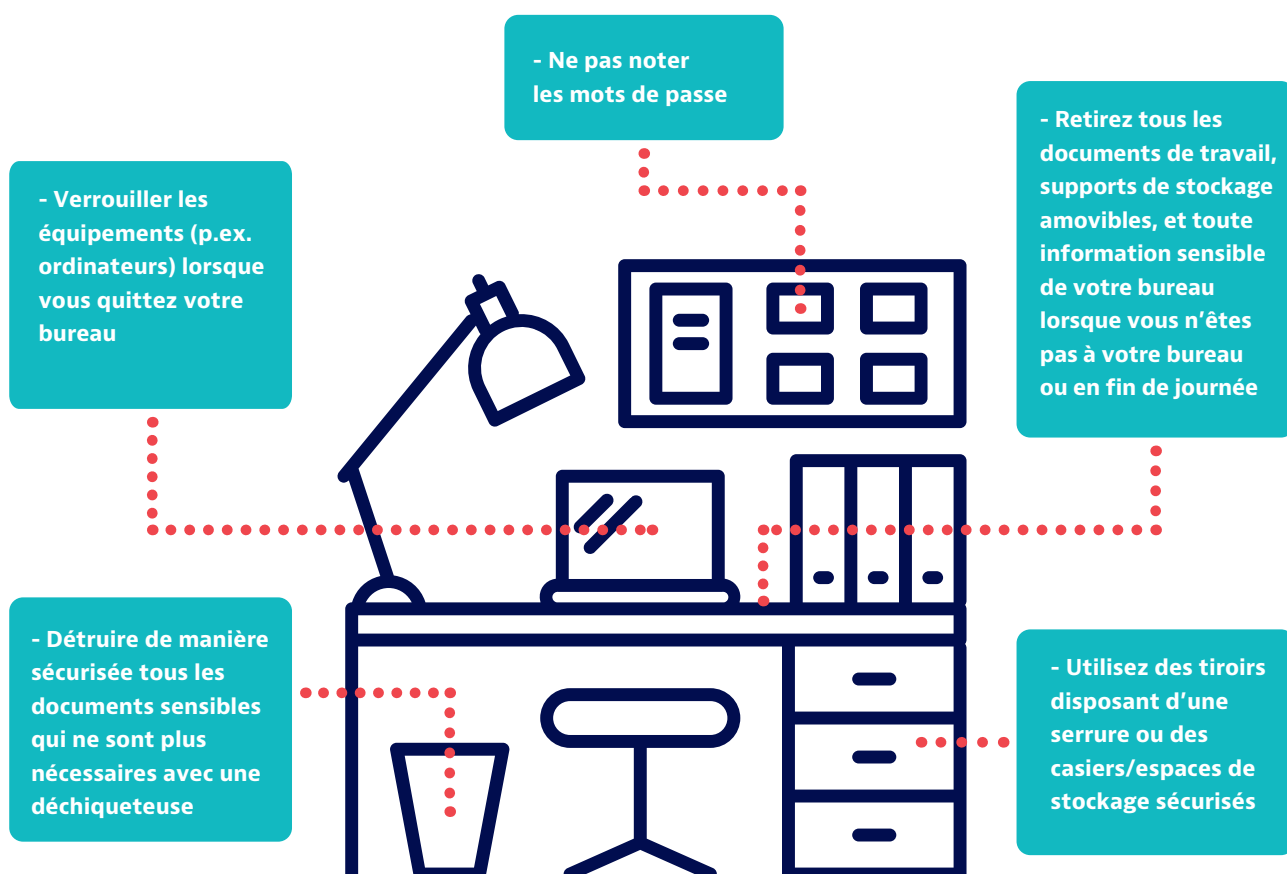 - Ne pas noter
les mots de passe
- Retirez tous les
documents de travail,
supports de stockage
amovibles, et toute
information sensible
de votre bureau
lorsque vous n’êtes
pas à votre bureau
ou en fin de journée
- Verrouiller les
équipements (p.ex.
ordinateurs) lorsque
vous quittez votre
bureau
- Détruire de manière
sécurisée tous les
documents sensibles
qui ne sont plus
nécessaires avec une
déchiqueteuse
- Utilisez des tiroirs
disposant d’une
serrure ou des
casiers/espaces de
stockage sécurisés